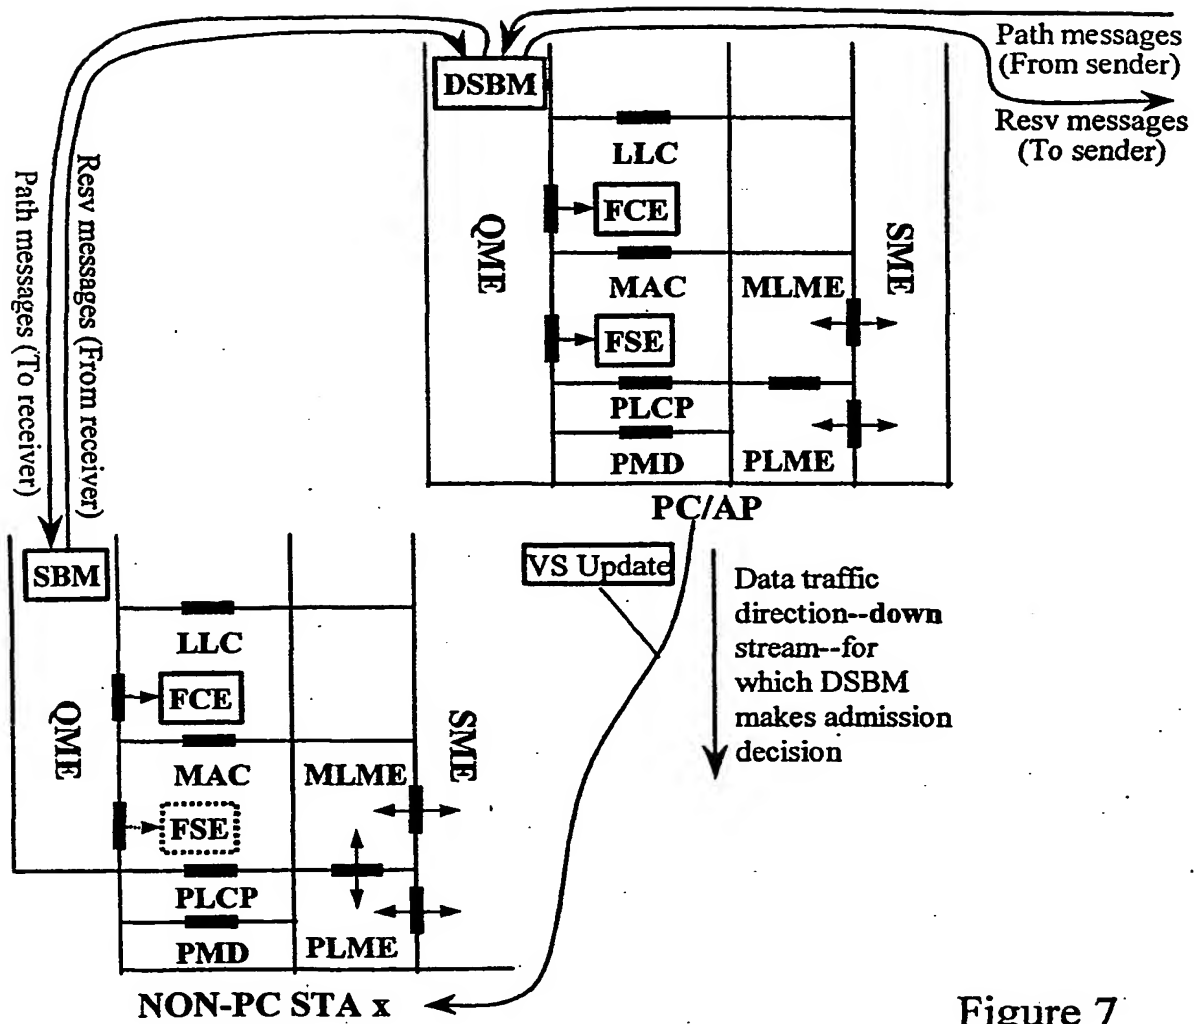 Path messages
(From sender)
Resv messages
(To sender)
DSBM
LLC
FCE
QME
SME
MAC
MLME
FSE
PLCP
PMD
PLME
PC/AP
Resv messages (From receiver)
Path messages (To receiver)
VS Update
Data traffic
direction--down
stream--for
which DSBM
makes admission
decision
SBM
LLC
FCE
QME
SME
MAC
MLME
FSE
PLCP
PMD
PLME
NON-PC STA x
Figure 7